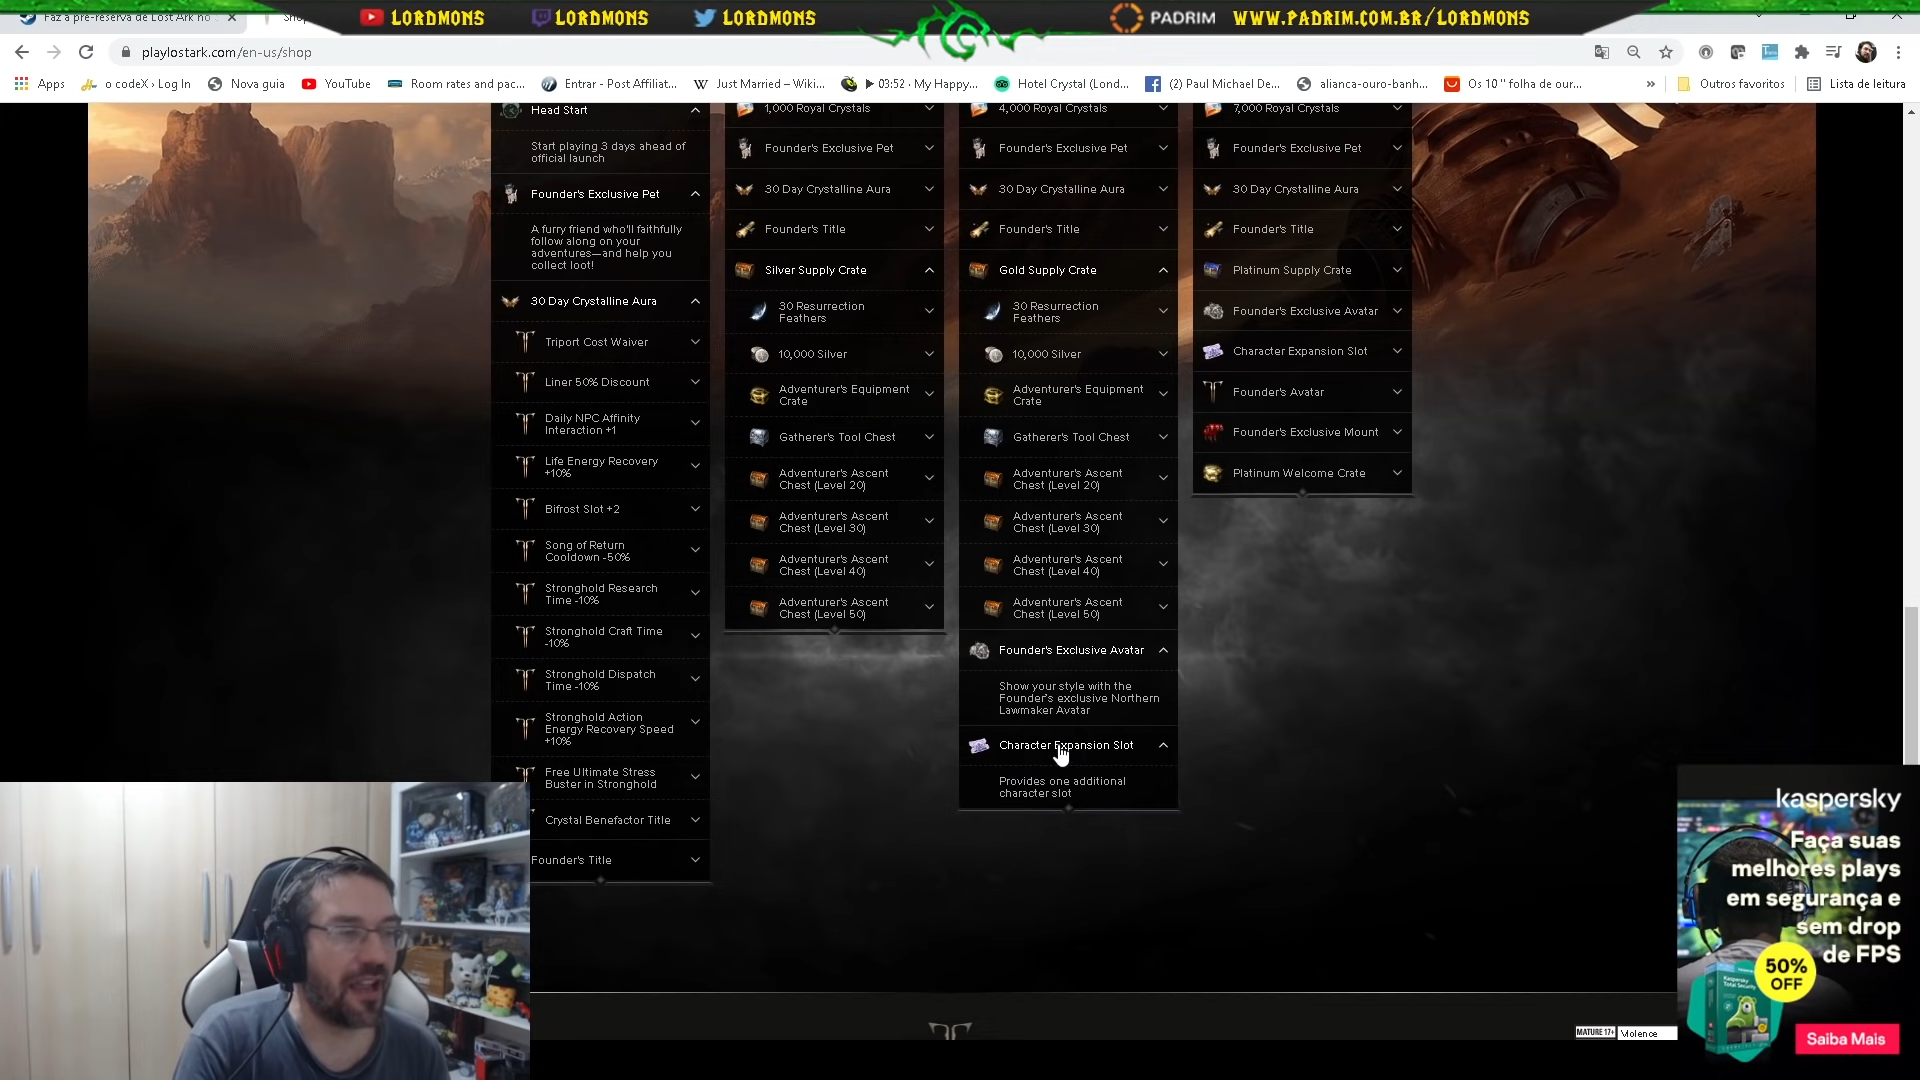 Faz a pré-reserva de Lost Ark no
LORDMONS
LORDMONS
LORDMONS
PADRIM
WWW.PADRIM.COM.BR/LORDMONS
playlostark.com/en-us/shop
Apps
o codeX › Log In
Nova guia
YouTube
Room rates and pac...
Entrar - Post Affiliat...
Just Married – Wiki...
03:52 · My Happy...
Hotel Crystal (Lond...
(2) Paul Michael De...
alianca-ouro-banh...
Os 10 " folha de our...
»
Outros favoritos
Lista de leitura
Head Start
Start playing 3 days ahead of
official launch
Founder's Exclusive Pet
A furry friend who'll faithfully
follow along on your
adventures—and help you
collect loot!
30 Day Crystalline Aura
Triport Cost Waiver
Liner 50% Discount
Daily NPC Affinity
Interaction +1
Life Energy Recovery
+10%
Bifrost Slot +2
Song of Return
Cooldown -50%
Stronghold Research
Time -10%
Stronghold Craft Time
-10%
Stronghold Dispatch
Time -10%
Stronghold Action
Energy Recovery Speed
+10%
Free Ultimate Stress
Buster in Stronghold
Crystal Benefactor Title
Founder's Title
1,000 Royal Crystals
Founder's Exclusive Pet
30 Day Crystalline Aura
Founder's Title
Silver Supply Crate
30 Resurrection
Feathers
10,000 Silver
Adventurer's Equipment
Crate
Gatherer's Tool Chest
Adventurer's Ascent
Chest (Level 20)
Adventurer's Ascent
Chest (Level 30)
Adventurer's Ascent
Chest (Level 40)
Adventurer's Ascent
Chest (Level 50)
4,000 Royal Crystals
Founder's Exclusive Pet
30 Day Crystalline Aura
Founder's Title
Gold Supply Crate
30 Resurrection
Feathers
10,000 Silver
Adventurer's Equipment
Crate
Gatherer's Tool Chest
Adventurer's Ascent
Chest (Level 20)
Adventurer's Ascent
Chest (Level 30)
Adventurer's Ascent
Chest (Level 40)
Adventurer's Ascent
Chest (Level 50)
Founder's Exclusive Avatar
Show your style with the
Founder's exclusive Northern
Lawmaker Avatar
Character Expansion Slot
Provides one additional
character slot
7,000 Royal Crystals
Founder's Exclusive Pet
30 Day Crystalline Aura
Founder's Title
Platinum Supply Crate
Founder's Exclusive Avatar
Character Expansion Slot
Founder's Avatar
Founder's Exclusive Mount
Platinum Welcome Crate
MATURE 17+
Violence
kaspersky
Faça suas
melhores plays
em segurança e
sem drop
de FPS
50%
OFF
Saiba Mais